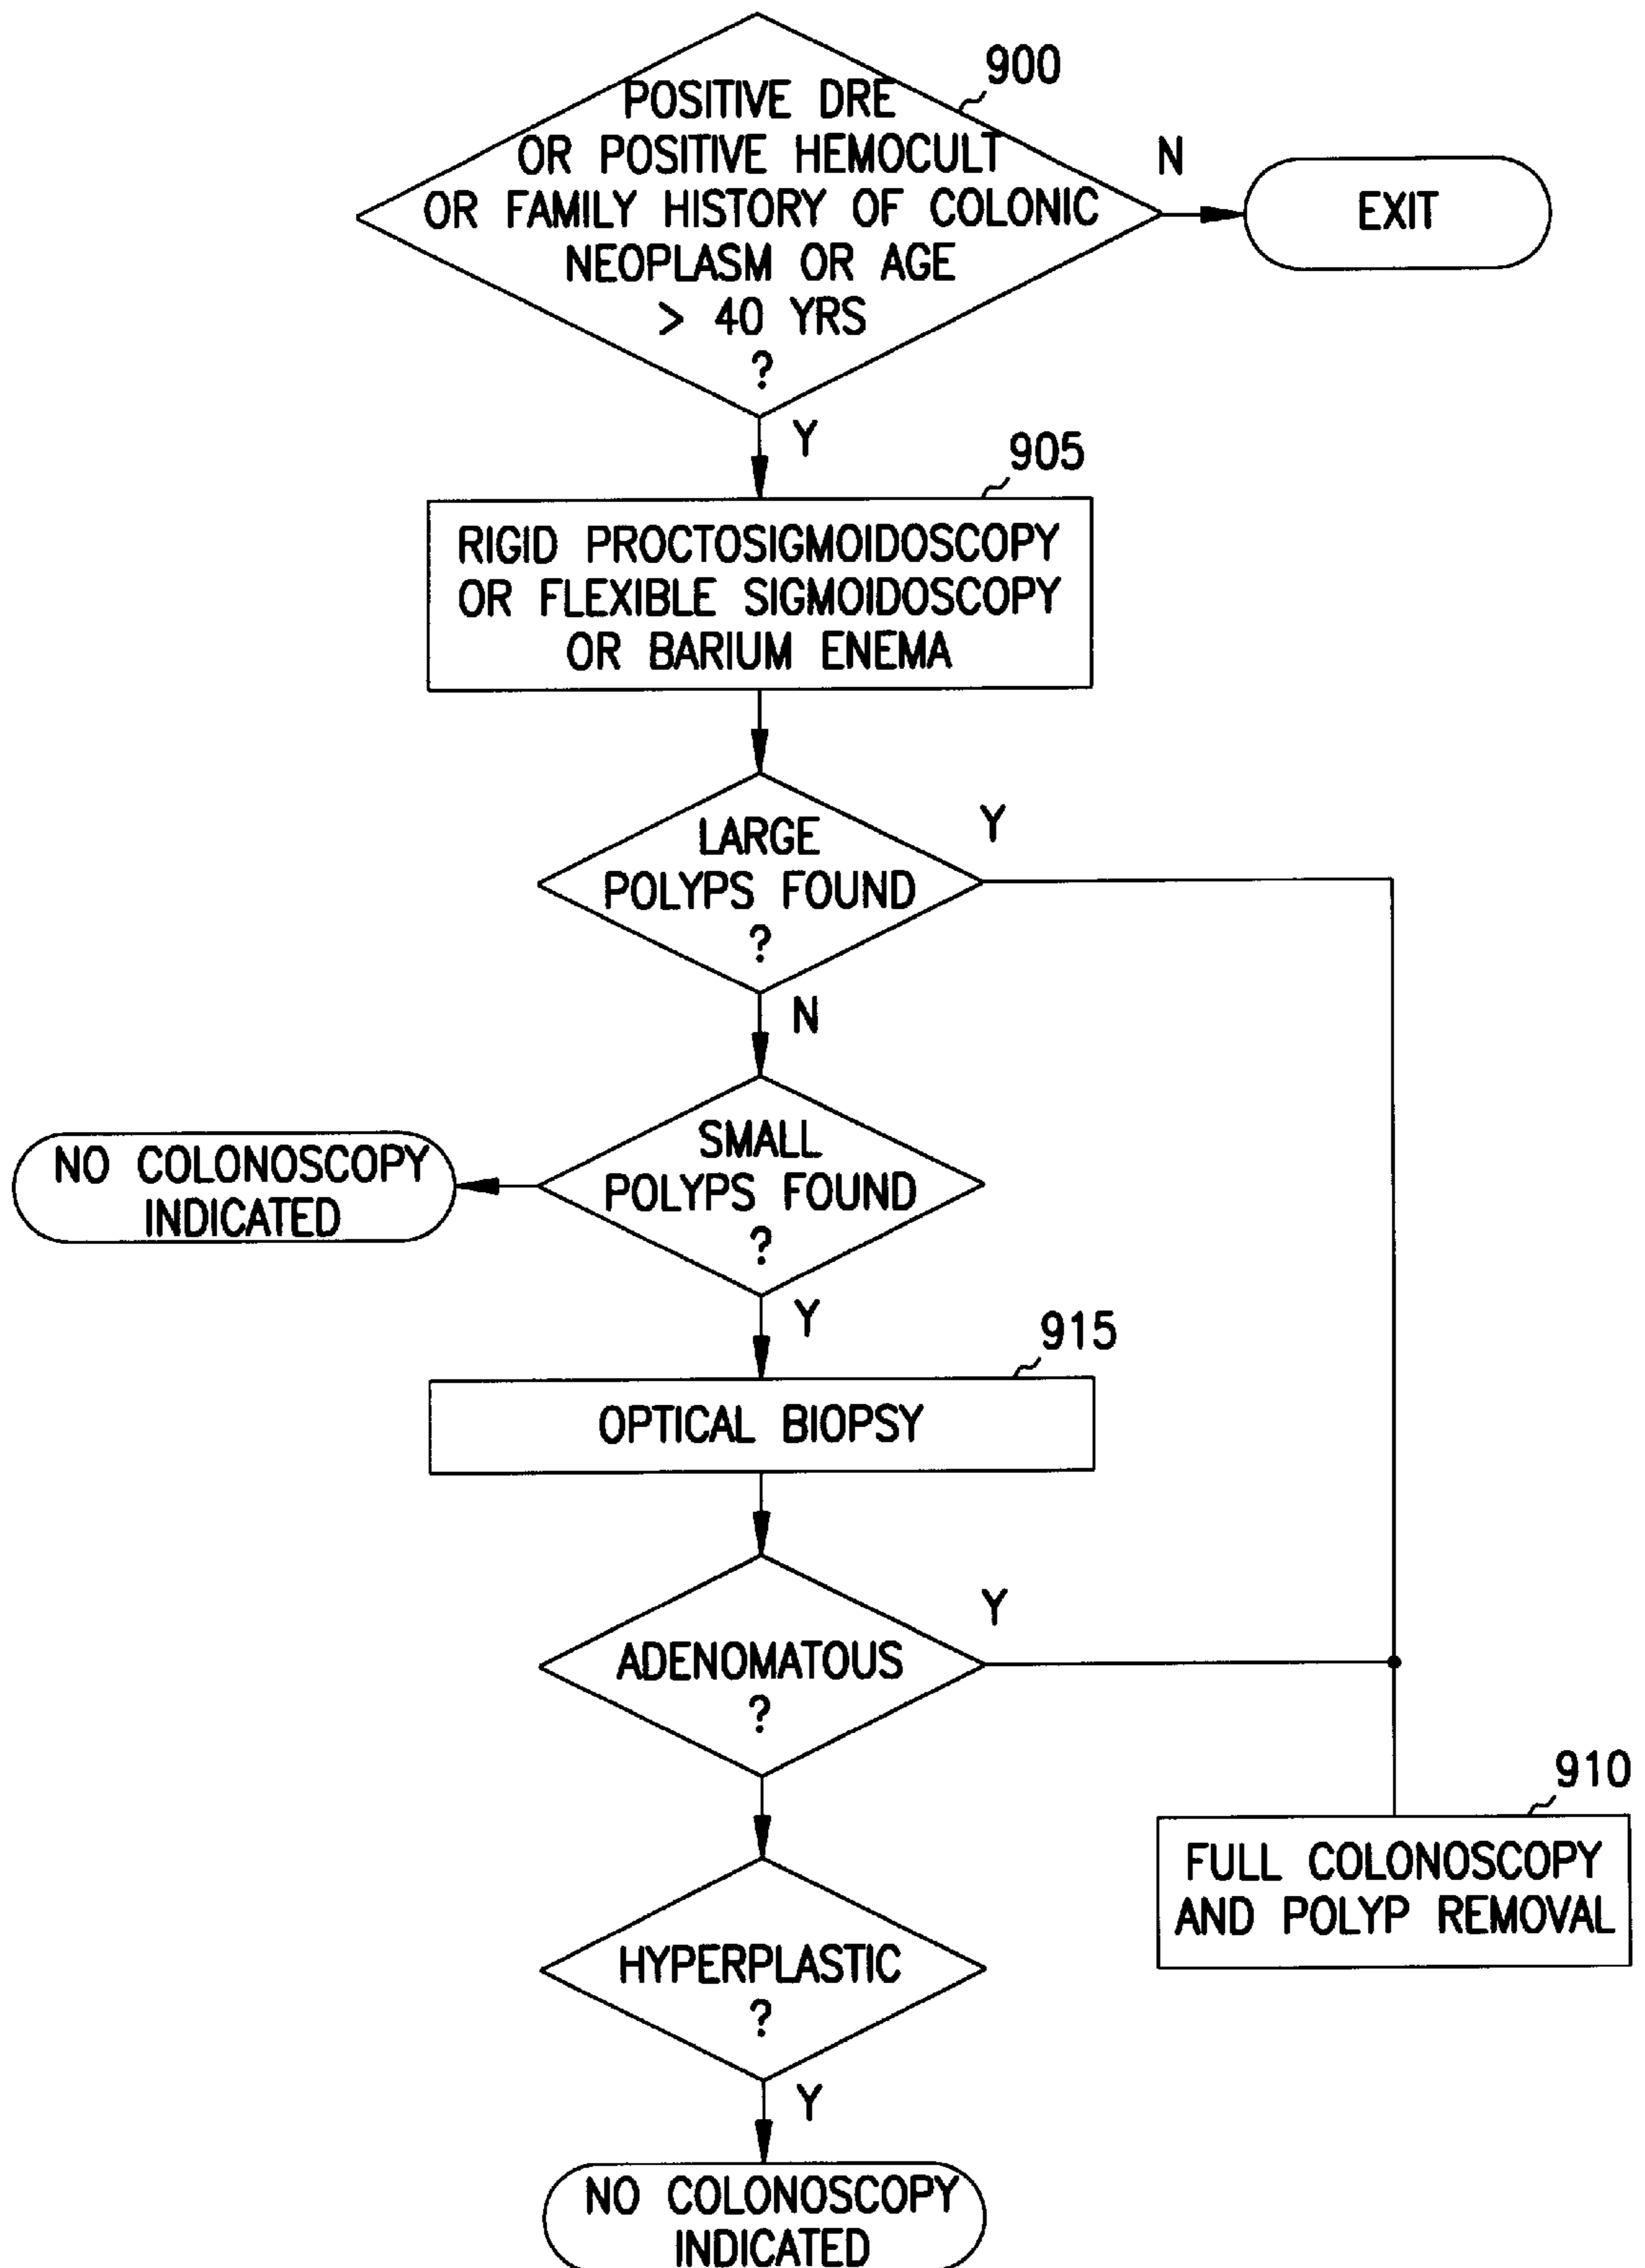 900
POSITIVE DRE
OR POSITIVE HEMOCULT
OR FAMILY HISTORY OF COLONIC
NEOPLASM OR AGE
> 40 YRS
?
N
EXIT
Y
905
RIGID PROCTOSIGMOIDOSCOPY
OR FLEXIBLE SIGMOIDOSCOPY
OR BARIUM ENEMA
LARGE
POLYPS FOUND
?
Y
N
SMALL
POLYPS FOUND
?
NO COLONOSCOPY
INDICATED
Y
915
OPTICAL BIOPSY
ADENOMATOUS
?
Y
910
FULL COLONOSCOPY
AND POLYP REMOVAL
HYPERPLASTIC
?
Y
NO COLONOSCOPY
INDICATED